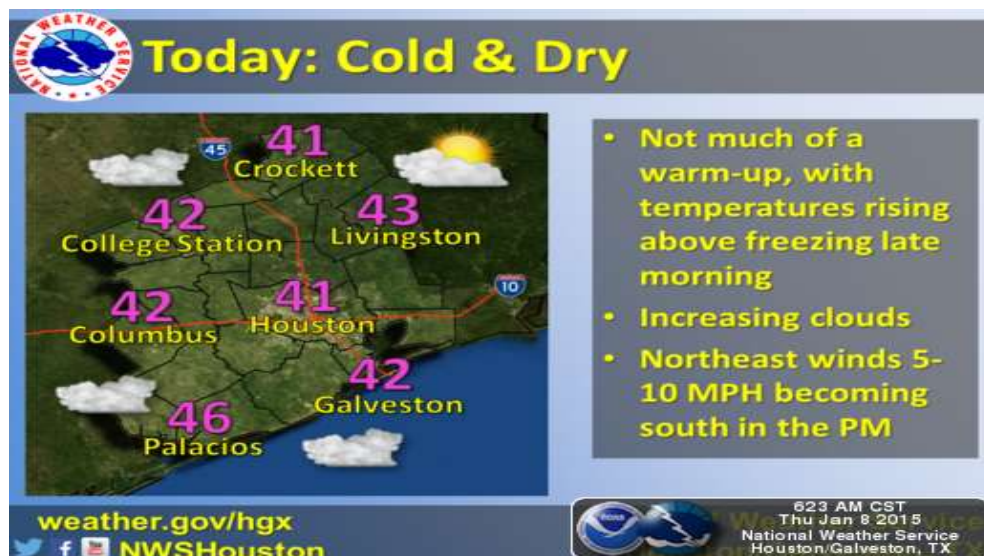 NATIONAL WEATHER SERVICE
Today: Cold & Dry
45
41
Crockett
42
College Station
43
Livingston
10
42
Columbus
41
Houston
42
Galveston
46
Palacios
• Not much of a
warm-up, with
temperatures rising
above freezing late
morning
• Increasing clouds
• Northeast winds 5-
10 MPH becoming
south in the PM
weather.gov/hgx
NWSHouston
623 AM CST
Thu Jan 8 2015
National Weather Service
Houston/Galveston, TX